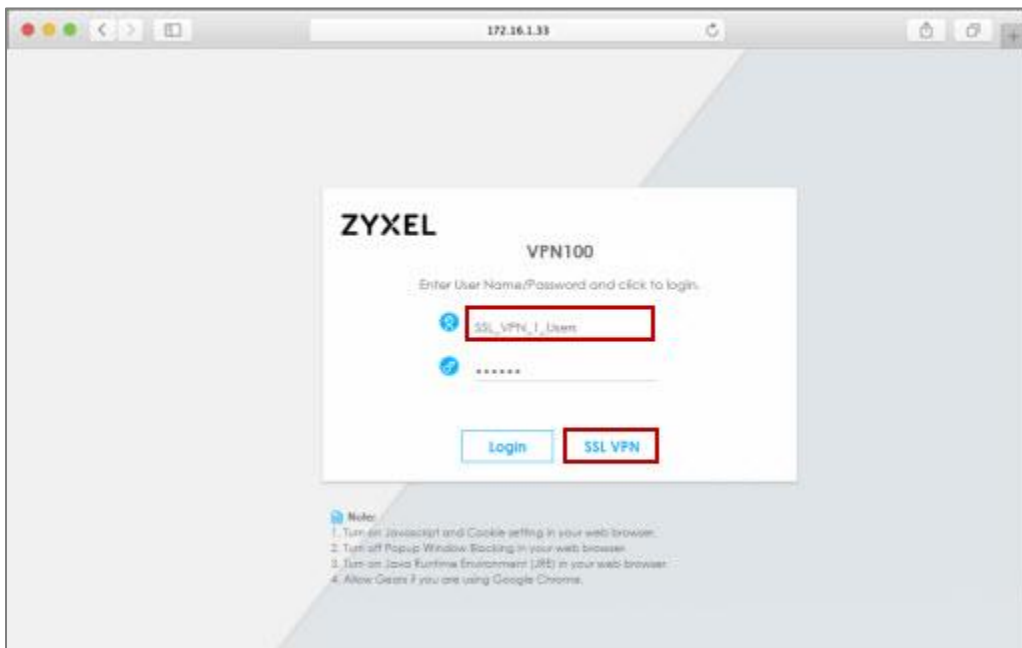 172.16.1.33
ZYXEL
VPN100
Enter User Name/Password and click to login.
SSL_VPN_1_Users
Login
SSL VPN
Note:
1. Turn on Javascript and Cookie setting in your web browser.
2. Turn off Popup Window Blocking in your web browser.
3. Turn on Java Runtime Environment (JRE) in your web browser.
4. Allow Gears if you are using Google Chrome.